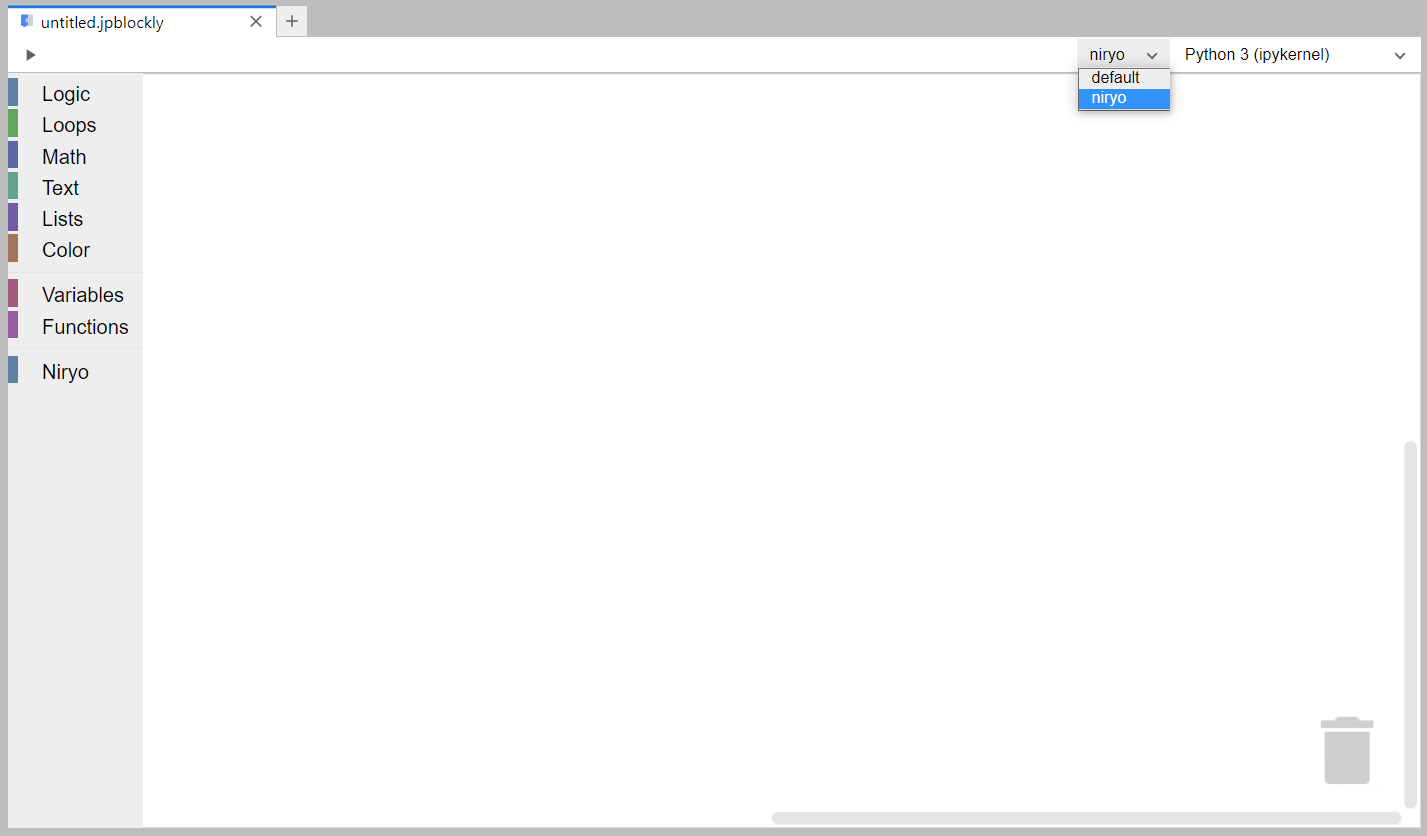 untitled.jpblockly
niryo
Python 3 (ipykernel)
default
niryo
Logic
Loops
Math
Text
Lists
Color
Variables
Functions
Niryo